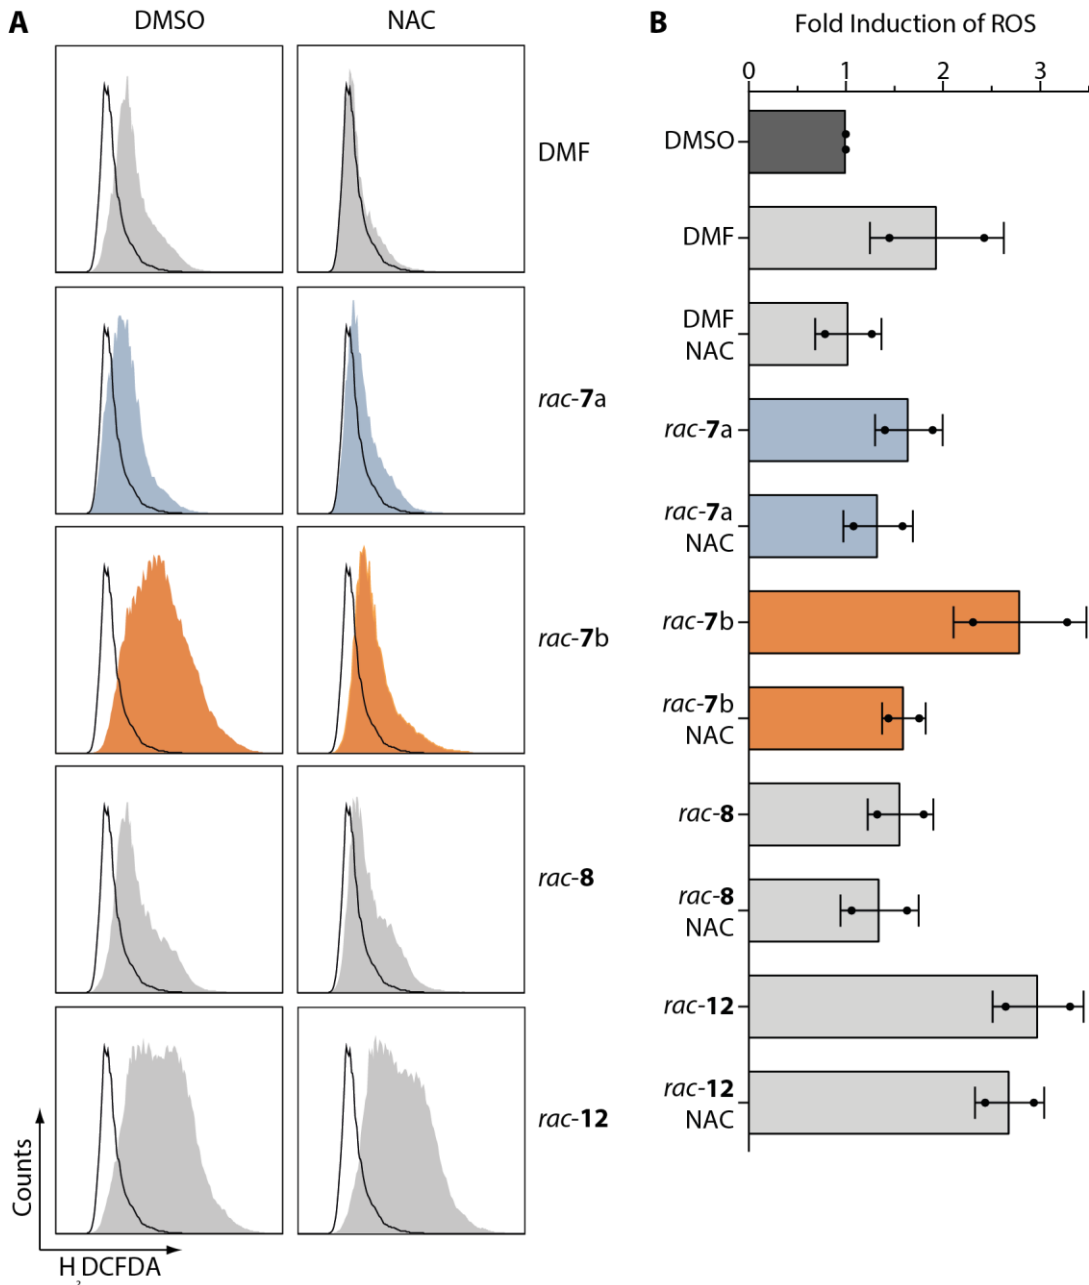 A
DMSO
NAC
DMF
rac-7a
rac-7b
rac-8
rac-12
Counts
H₂DCFDA
B
Fold Induction of ROS
0 1 2 3
DMSO
DMF
DMF
NAC
rac-7a
rac-7a
NAC
rac-7b
rac-7b
NAC
rac-8
rac-8
NAC
rac-12
rac-12
NAC